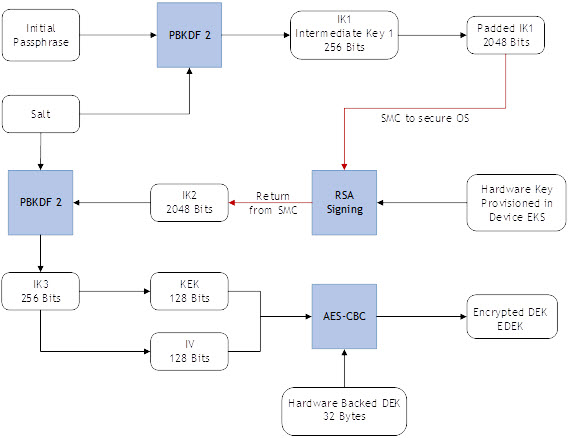 Initial
Passphrase
PBKDF 2
IK1
Intermediate Key 1
256 Bits
Padded IK1
2048 Bits
Salt
SMC to secure OS
PBKDF 2
IK2
2048 Bits
Return
from SMC
RSA
Signing
Hardware Key
Provisioned in
Device EKS
IK3
256 Bits
KEK
128 Bits
IV
128 Bits
AES-CBC
Encrypted DEK
EDEK
Hardware Backed DEK
32 Bytes